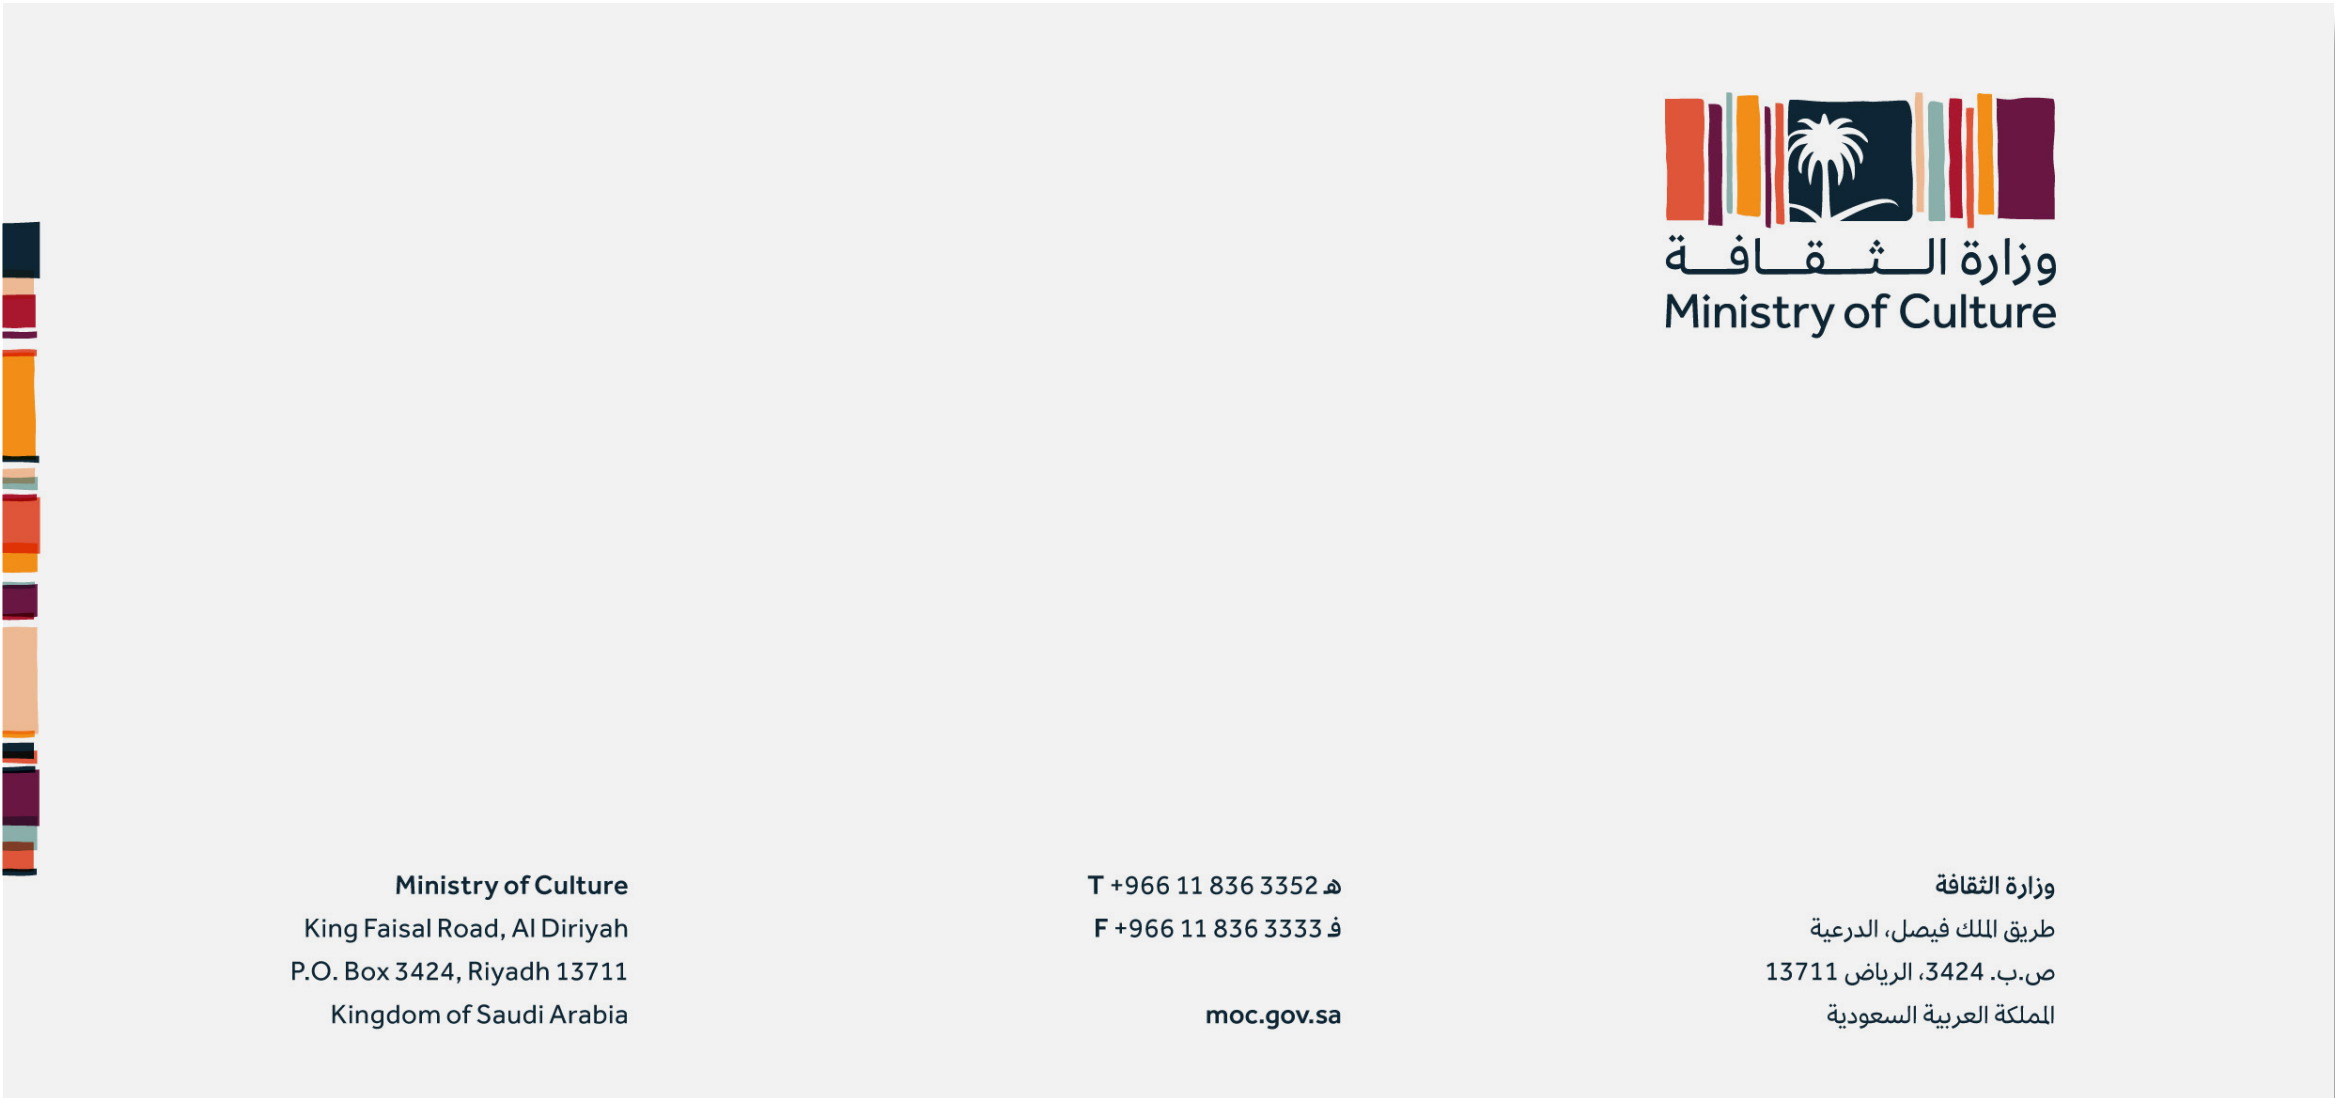 وزارة الثقافة
Ministry of Culture
Ministry of Culture
King Faisal Road, Al Diriyah
P.O. Box 3424, Riyadh 13711
Kingdom of Saudi Arabia
T +966 11 836 3352 هـ
F +966 11 836 3333 فـ
moc.gov.sa
وزارة الثقافة
طريق الملك فيصل، الدرعية
ص.ب. 3424، الرياض 13711
المملكة العربية السعودية